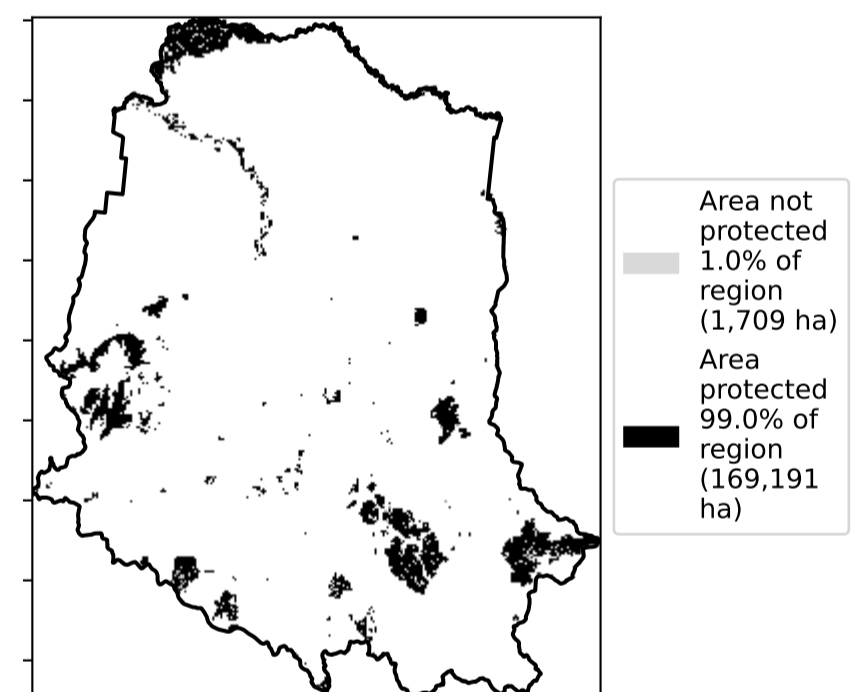 Area not
protected
1.0% of
region
(1,709 ha)
Area
protected
99.0% of
region
(169,191
ha)